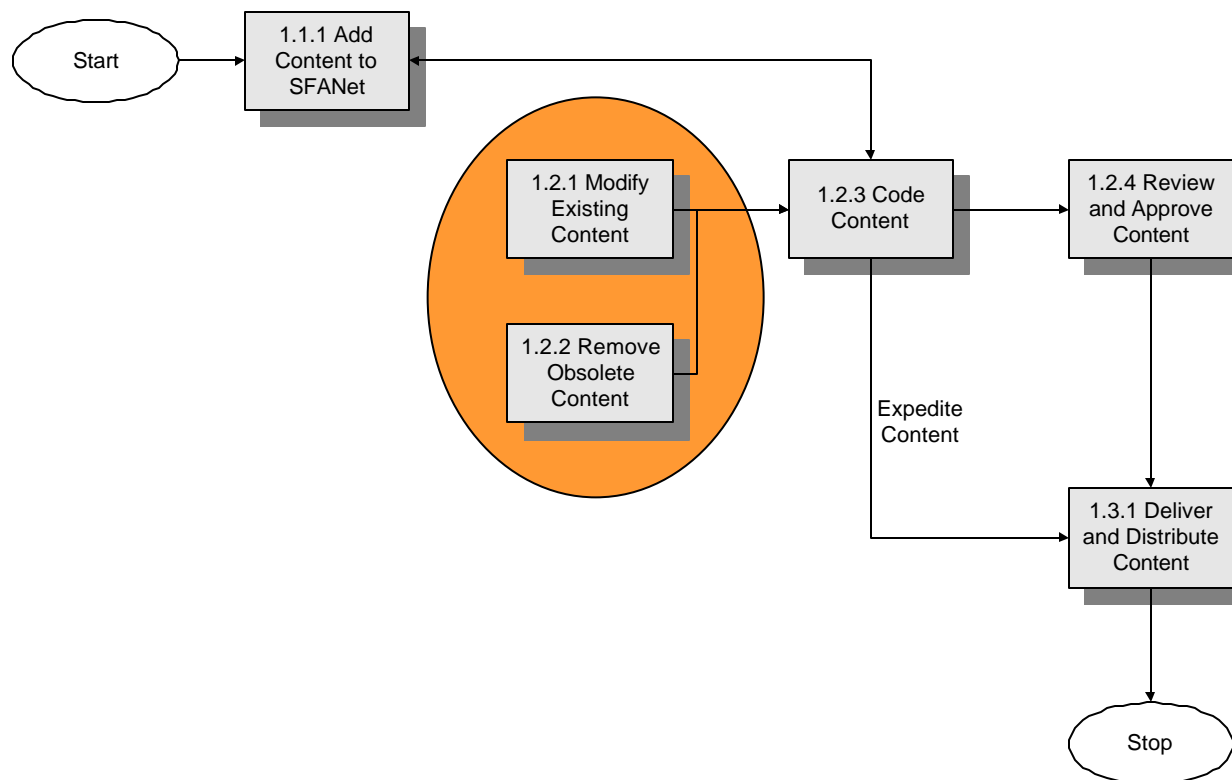 Start
1.1.1 Add
Content to
SFANet
1.2.1 Modify
Existing
Content
1.2.3 Code
Content
1.2.4 Review
and Approve
Content
1.2.2 Remove
Obsolete
Content
Expedite
Content
1.3.1 Deliver
and Distribute
Content
Stop